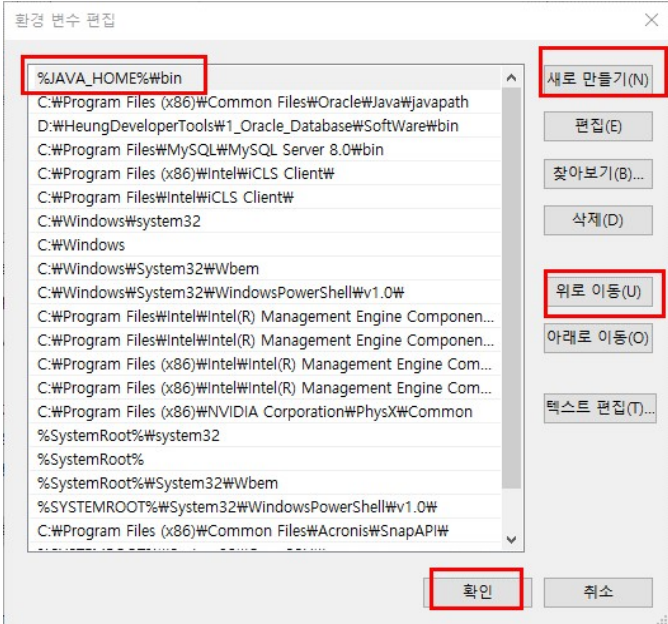 환경 변수 편집
%JAVA_HOME%₩bin
C:₩Program Files (x86)₩Common Files₩Oracle₩Java₩javapath
D:₩HeungDeveloperTools₩1_Oracle_Database₩SoftWare₩bin
C:₩Program Files₩MySQL₩MySQL Server 8.0₩bin
C:₩Program Files (x86)₩Intel₩iCLS Client₩
C:₩Program Files₩Intel₩iCLS Client₩
C:₩Windows₩system32
C:₩Windows
C:₩Windows₩System32₩Wbem
C:₩Windows₩System32₩WindowsPowerShell₩v1.0₩
C:₩Program Files₩Intel₩Intel(R) Management Engine Componen...
C:₩Program Files₩Intel₩Intel(R) Management Engine Componen...
C:₩Program Files (x86)₩Intel₩Intel(R) Management Engine Com...
C:₩Program Files (x86)₩Intel₩Intel(R) Management Engine Com...
C:₩Program Files (x86)₩NVIDIA Corporation₩PhysX₩Common
%SystemRoot%₩system32
%SystemRoot%
%SystemRoot%₩System32₩Wbem
%SYSTEMROOT%₩System32₩WindowsPowerShell₩v1.0₩
C:₩Program Files (x86)₩Common Files₩Acronis₩SnapAPI₩
새로 만들기(N)
편집(E)
찾아보기(B)...
삭제(D)
위로 이동(U)
아래로 이동(O)
텍스트 편집(T)...
확인
취소